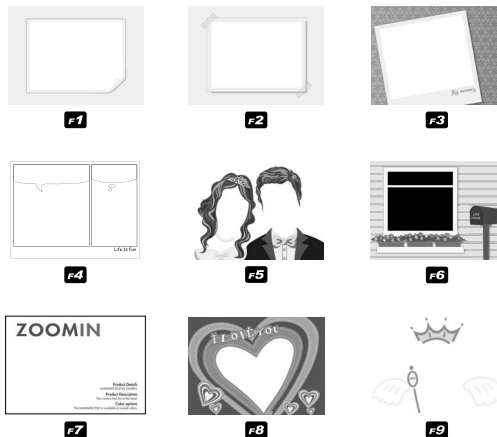 F1
F2
F3
My memory
F4
Life Is Fun
F5
F6
F7
ZOOMIN
Product Details
Product Description
Color options
F8
I LOVE YOU
F9